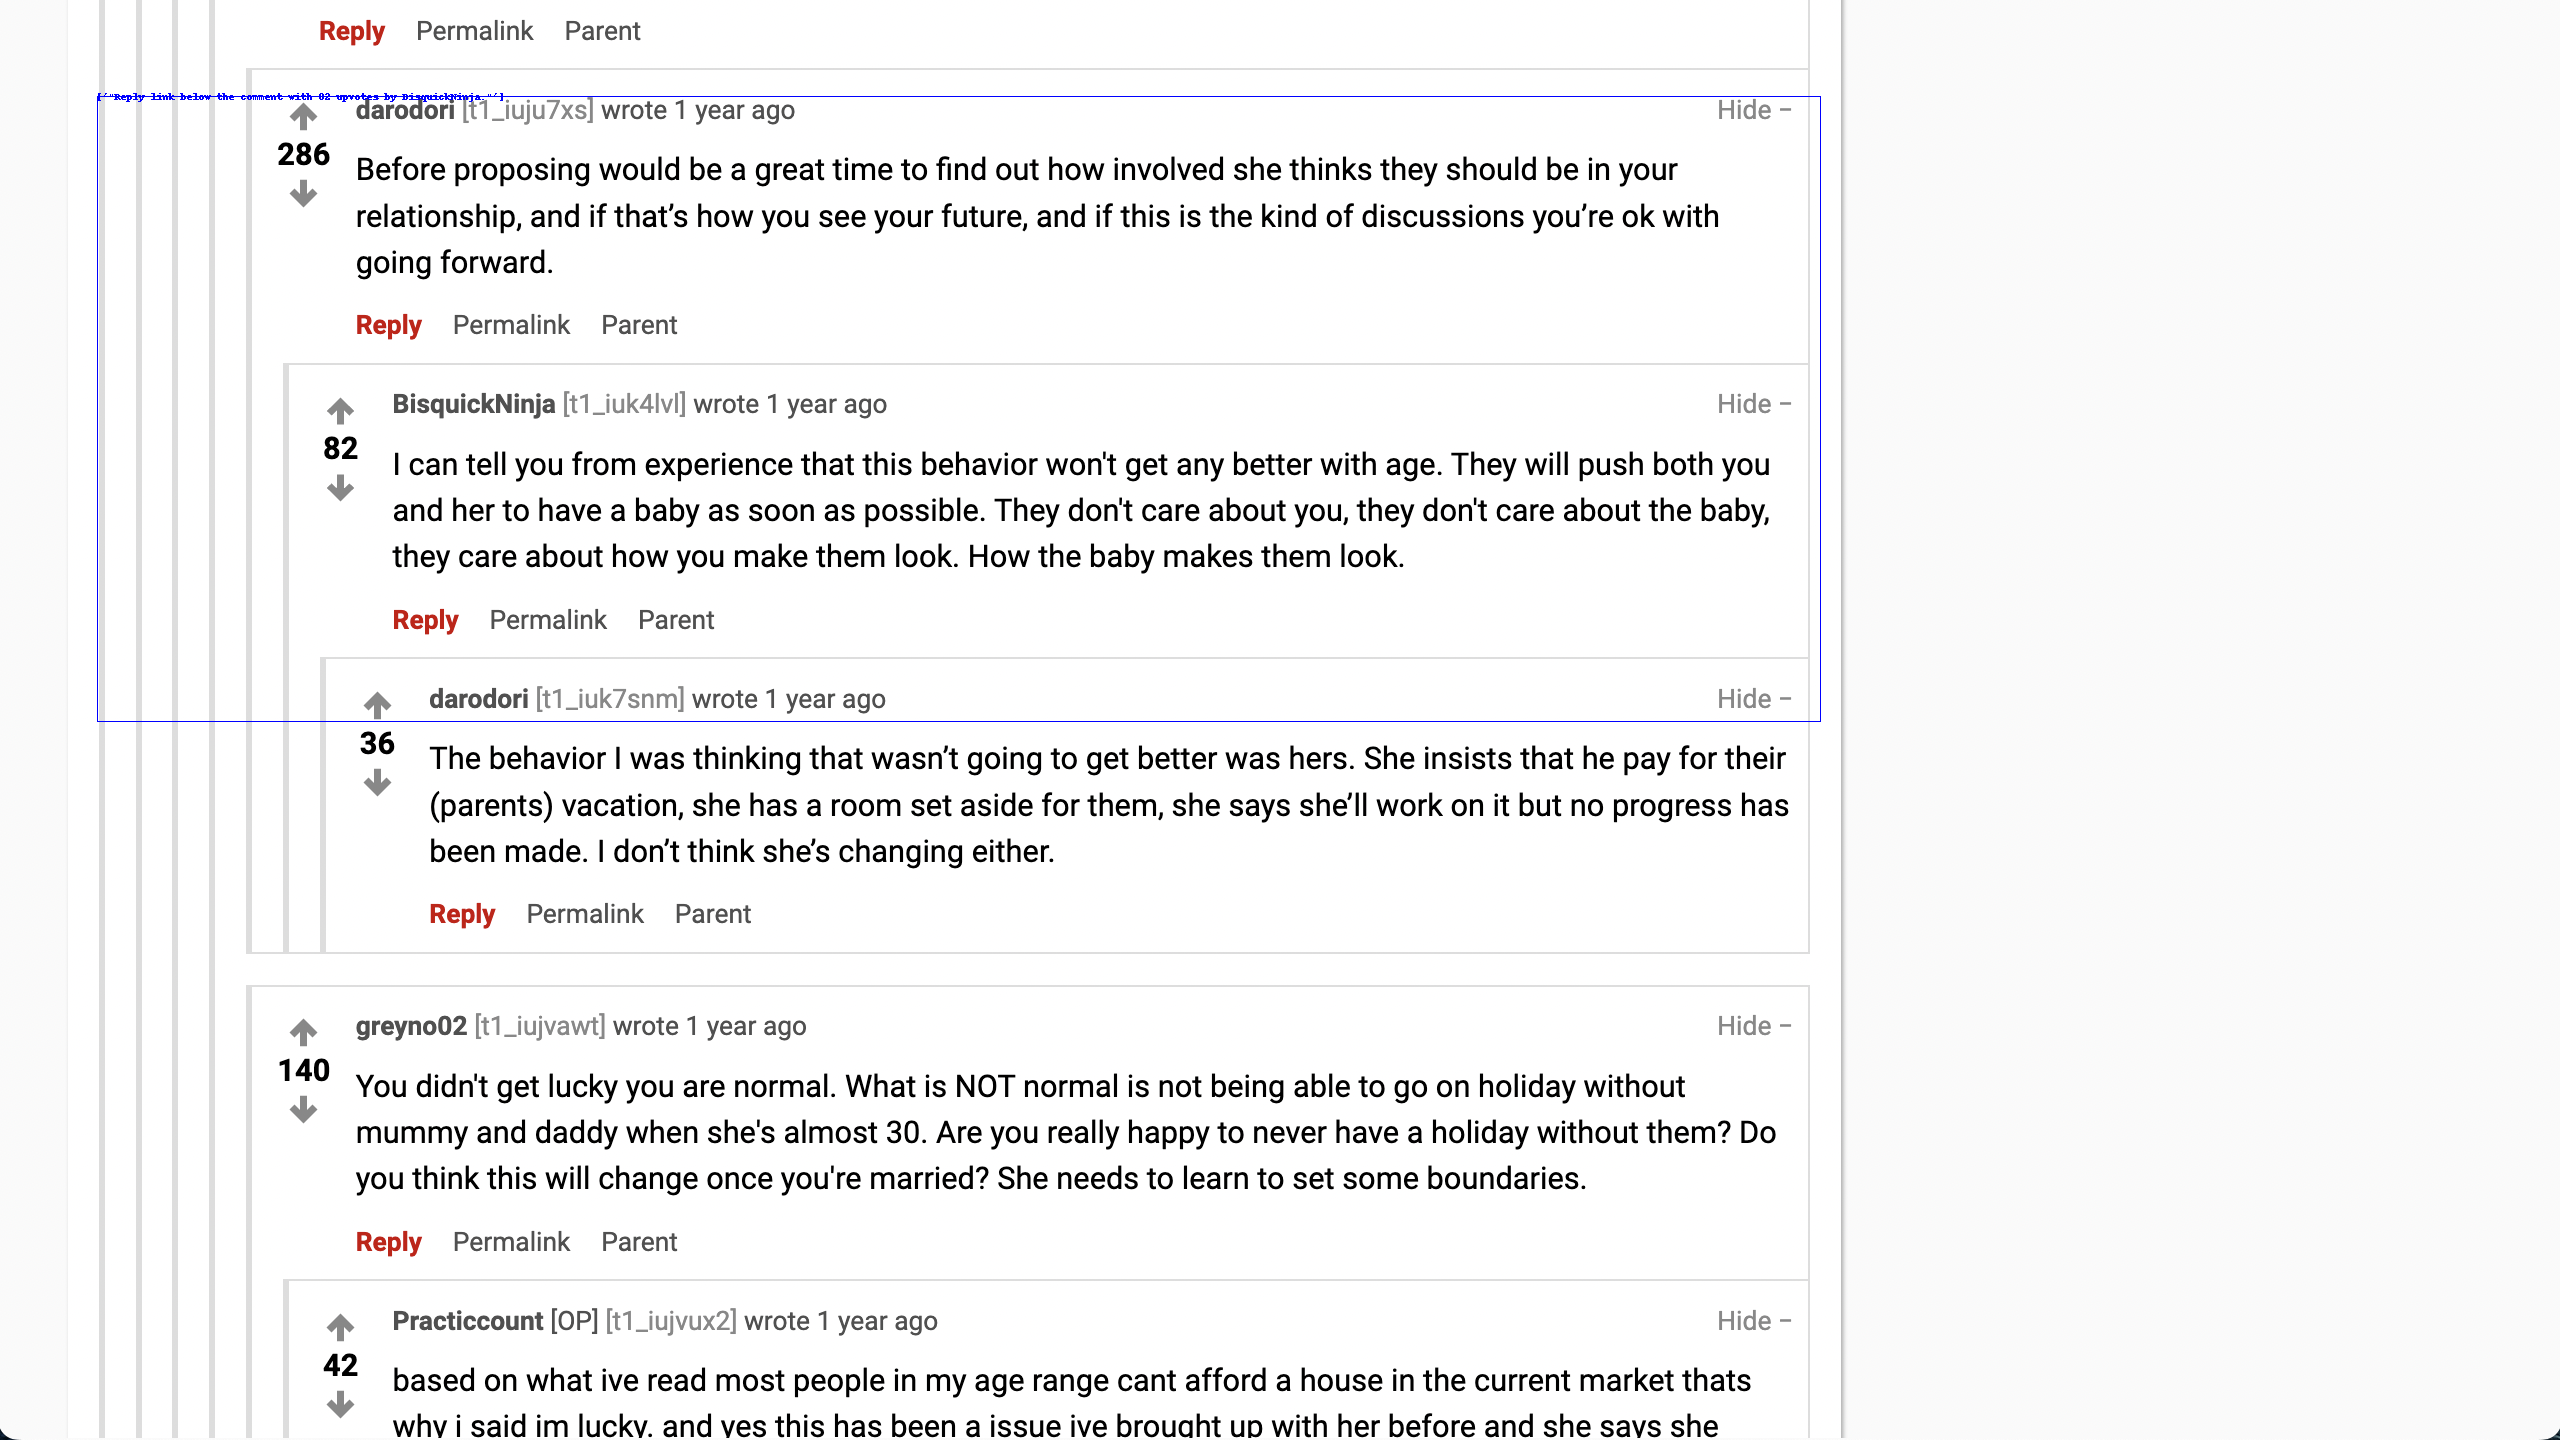 Reply Permalink Parent
["Reply link below the comment with 82 upvotes by BisquickNinja."]
darodori [t1_iuju7xs] wrote 1 year ago Hide −
286
Before proposing would be a great time to find out how involved she thinks they should be in your
relationship, and if that’s how you see your future, and if this is the kind of discussions you’re ok with
going forward.
Reply Permalink Parent
BisquickNinja [t1_iuk4lvl] wrote 1 year ago Hide −
82
I can tell you from experience that this behavior won't get any better with age. They will push both you
and her to have a baby as soon as possible. They don't care about you, they don't care about the baby,
they care about how you make them look. How the baby makes them look.
Reply Permalink Parent
darodori [t1_iuk7snm] wrote 1 year ago Hide −
36
The behavior I was thinking that wasn’t going to get better was hers. She insists that he pay for their
(parents) vacation, she has a room set aside for them, she says she’ll work on it but no progress has
been made. I don’t think she’s changing either.
Reply Permalink Parent
greyno02 [t1_iujvawt] wrote 1 year ago Hide −
140
You didn't get lucky you are normal. What is NOT normal is not being able to go on holiday without
mummy and daddy when she's almost 30. Are you really happy to never have a holiday without them? Do
you think this will change once you're married? She needs to learn to set some boundaries.
Reply Permalink Parent
Practiccount [OP] [t1_iujvux2] wrote 1 year ago Hide −
42
based on what ive read most people in my age range cant afford a house in the current market thats
why i said im lucky. and yes this has been a issue ive brought up with her before and she says she